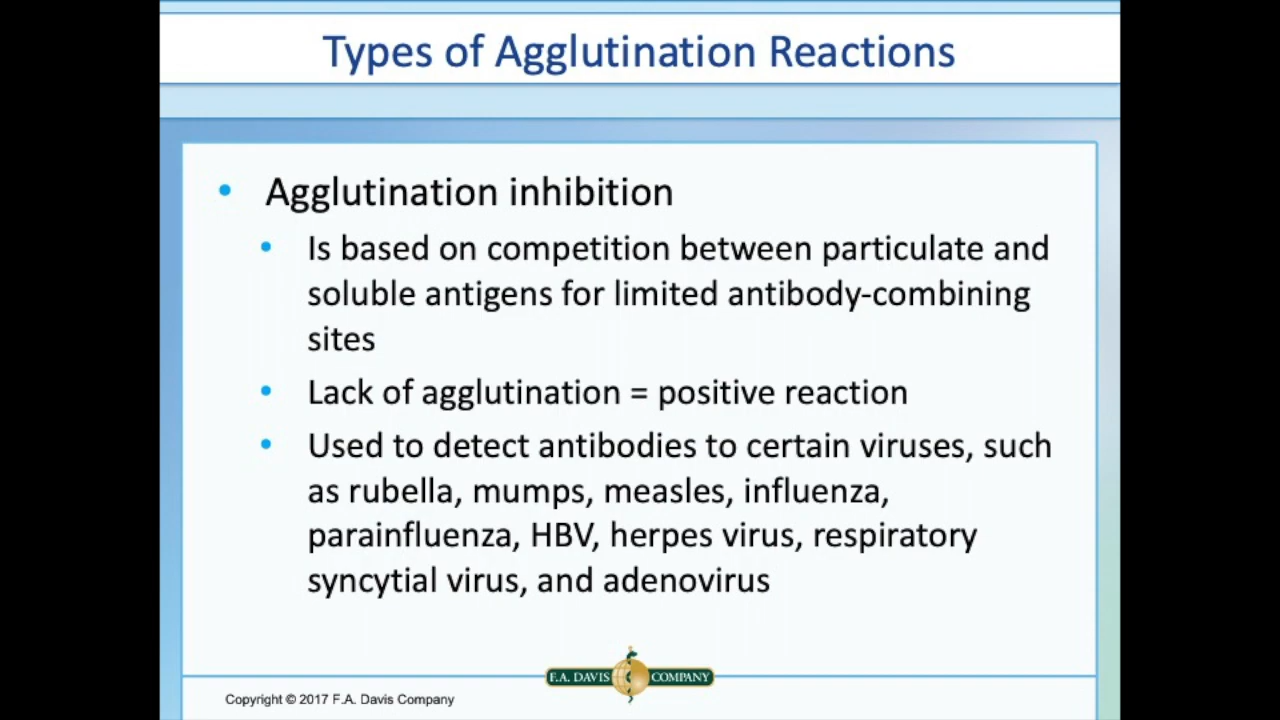 Types of Agglutination Reactions
• Agglutination inhibition
• Is based on competition between particulate and
soluble antigens for limited antibody-combining
sites
• Lack of agglutination = positive reaction
• Used to detect antibodies to certain viruses, such
as rubella, mumps, measles, influenza,
parainfluenza, HBV, herpes virus, respiratory
syncytial virus, and adenovirus
F.A. DAVIS COMPANY
Copyright © 2017 F.A. Davis Company